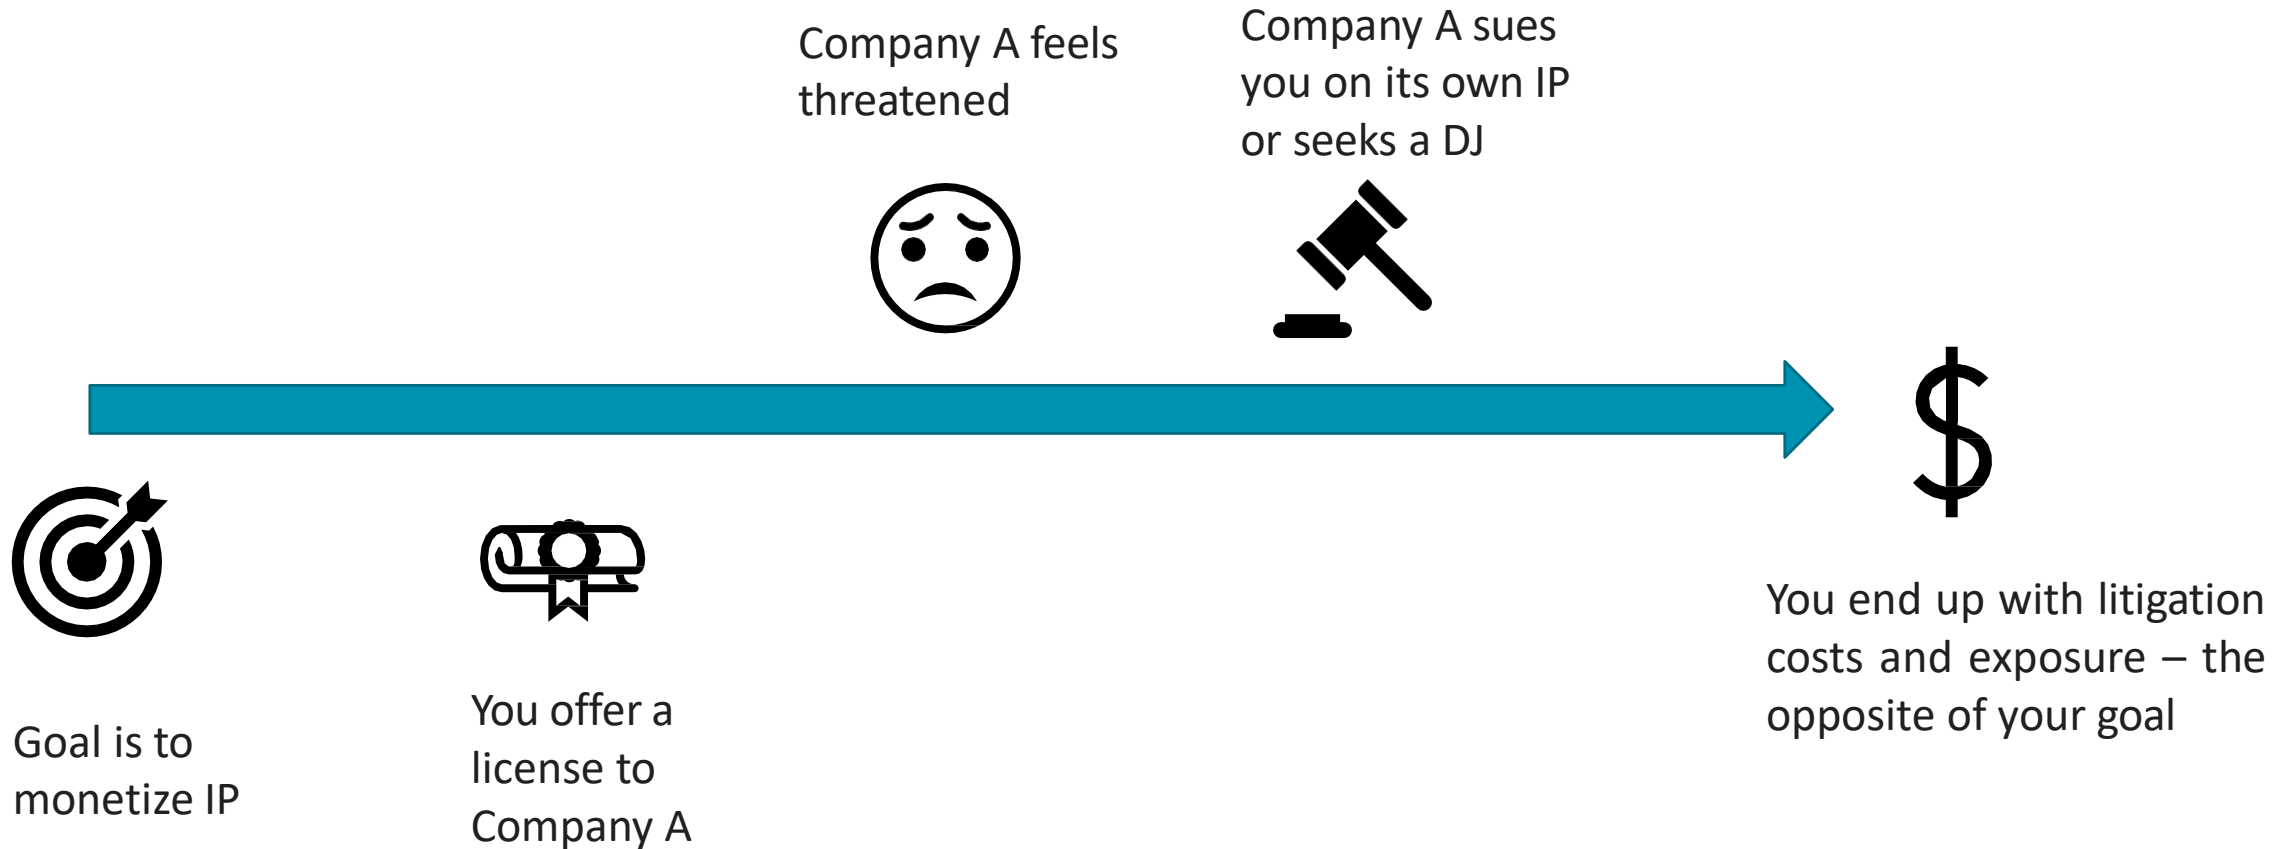 Company A feels
threatened
Company A sues
you on its own IP
or seeks a DJ
Goal is to
monetize IP
You offer a
license to
Company A
You end up with litigation
costs and exposure – the
opposite of your goal